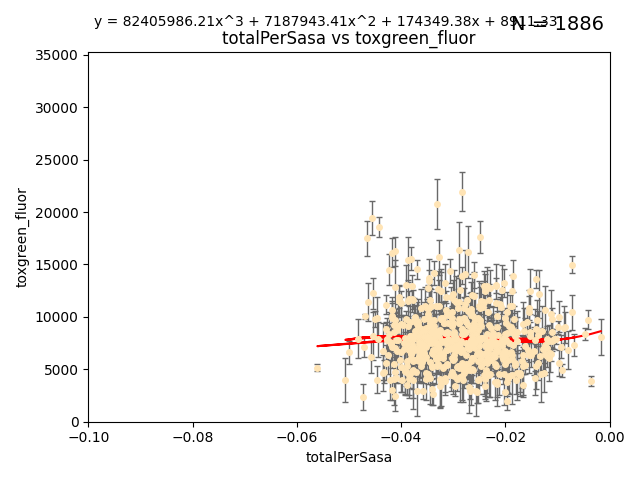 y = 82405986.21x^3 + 7187943.41x^2 + 174349.38x + 8911.33
N = 1886
totalPerSasa vs toxgreen_fluor
35000
30000
25000
20000
15000
10000
5000
0
toxgreen_fluor
−0.10
−0.08
−0.06
−0.04
−0.02
0.00
totalPerSasa